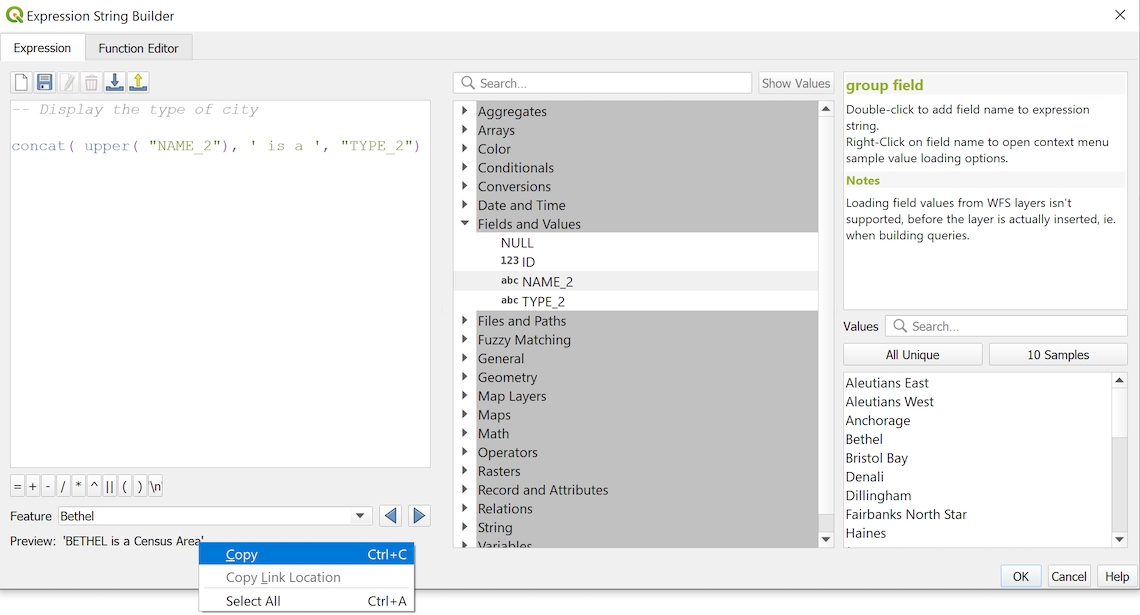 Expression String Builder
Expression
Function Editor
-- Display the type of city
concat( upper( "NAME_2"), ' is a ', "TYPE_2")
= + - / * ^ || ( ) \n
Feature Bethel
Preview: 'BETHEL is a Census Area'
Copy Ctrl+C
Copy Link Location
Select All Ctrl+A
Search...
Show Values
Aggregates
Arrays
Color
Conditionals
Conversions
Date and Time
Fields and Values
NULL
123 ID
abc NAME_2
abc TYPE_2
Files and Paths
Fuzzy Matching
General
Geometry
Map Layers
Maps
Math
Operators
Rasters
Record and Attributes
Relations
String
Variables
group field
Double-click to add field name to expression
string.
Right-Click on field name to open context menu
sample value loading options.
Notes
Loading field values from WFS layers isn't
supported, before the layer is actually inserted, ie.
when building queries.
Values Search...
All Unique
10 Samples
Aleutians East
Aleutians West
Anchorage
Bethel
Bristol Bay
Denali
Dillingham
Fairbanks North Star
Haines
OK
Cancel
Help